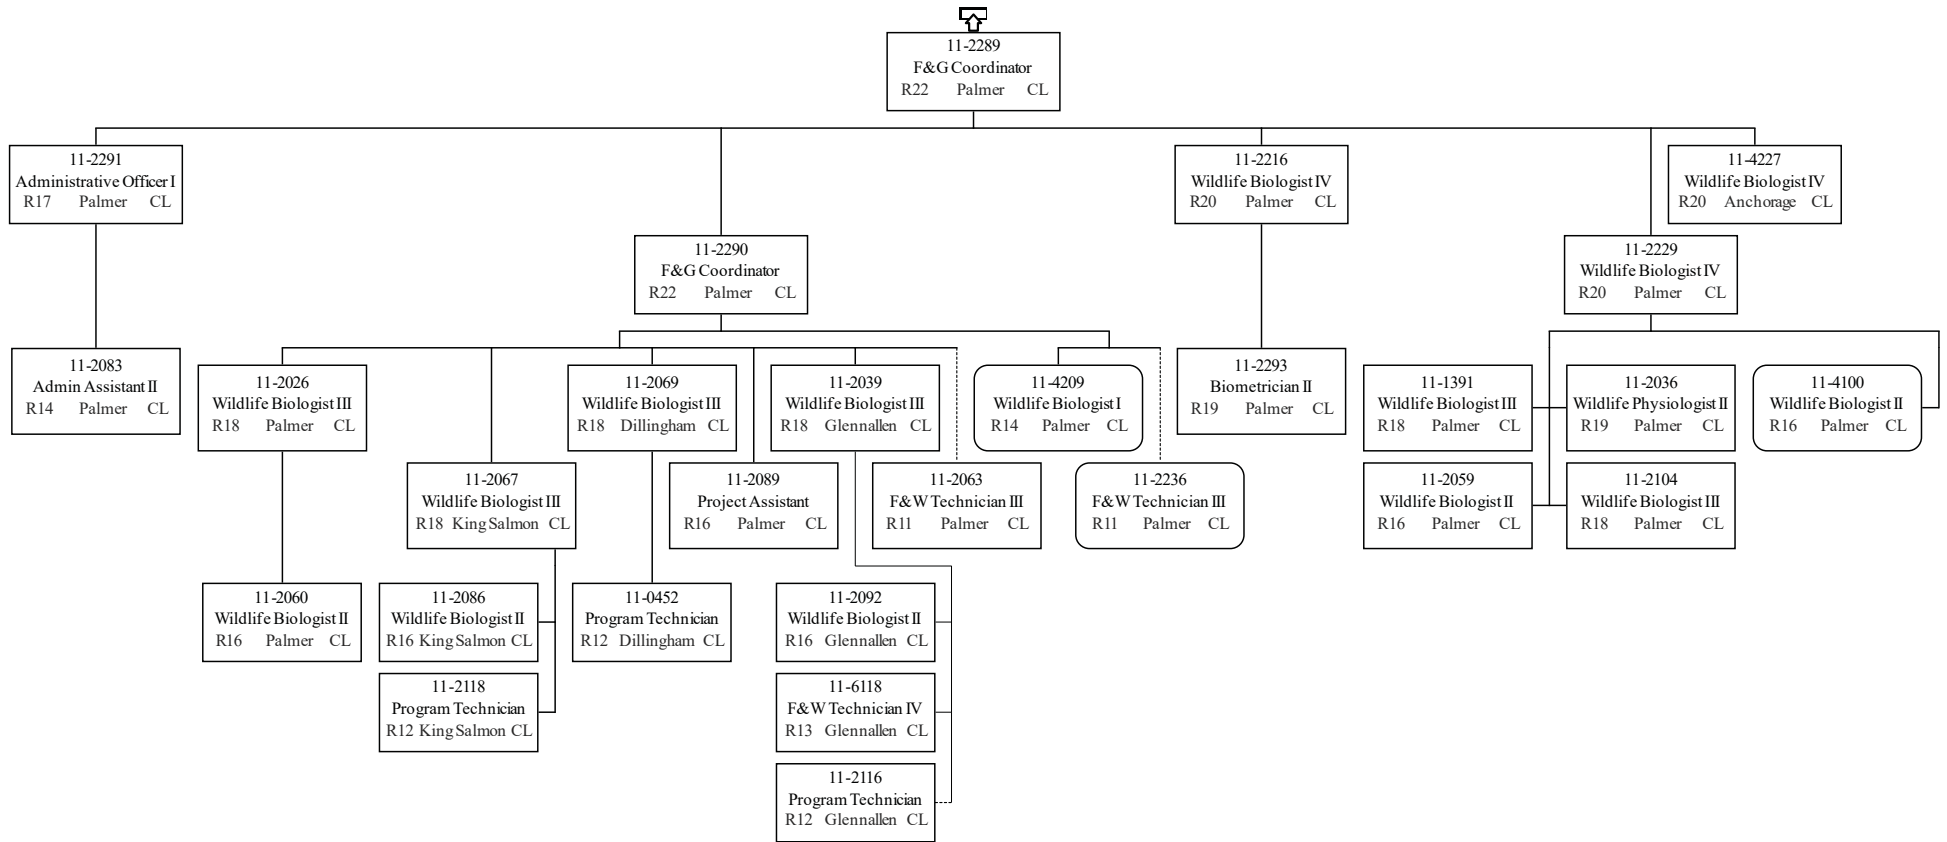 11-2289
F&G Coordinator
R22 Palmer CL
11-2291
Administrative Officer I
R17 Palmer CL
11-2216
Wildlife Biologist IV
R20 Palmer CL
11-4227
Wildlife Biologist IV
R20 Anchorage CL
11-2290
F&G Coordinator
R22 Palmer CL
11-2229
Wildlife Biologist IV
R20 Palmer CL
11-2083
Admin Assistant II
R14 Palmer CL
11-2026
Wildlife Biologist III
R18 Palmer CL
11-2069
Wildlife Biologist III
R18 Dillingham CL
11-2039
Wildlife Biologist III
R18 Glennallen CL
11-4209
Wildlife Biologist I
R14 Palmer CL
11-2293
Biometrician II
R19 Palmer CL
11-1391
Wildlife Biologist III
R18 Palmer CL
11-2036
Wildlife Physiologist II
R19 Palmer CL
11-4100
Wildlife Biologist II
R16 Palmer CL
11-2067
Wildlife Biologist III
R18 King Salmon CL
11-2089
Project Assistant
R16 Palmer CL
11-2063
F&W Technician III
R11 Palmer CL
11-2236
F&W Technician III
R11 Palmer CL
11-2059
Wildlife Biologist II
R16 Palmer CL
11-2104
Wildlife Biologist III
R18 Palmer CL
11-2060
Wildlife Biologist II
R16 Palmer CL
11-2086
Wildlife Biologist II
R16 King Salmon CL
11-0452
Program Technician
R12 Dillingham CL
11-2092
Wildlife Biologist II
R16 Glennallen CL
11-2118
Program Technician
R12 King Salmon CL
11-6118
F&W Technician IV
R13 Glennallen CL
11-2116
Program Technician
R12 Glennallen CL